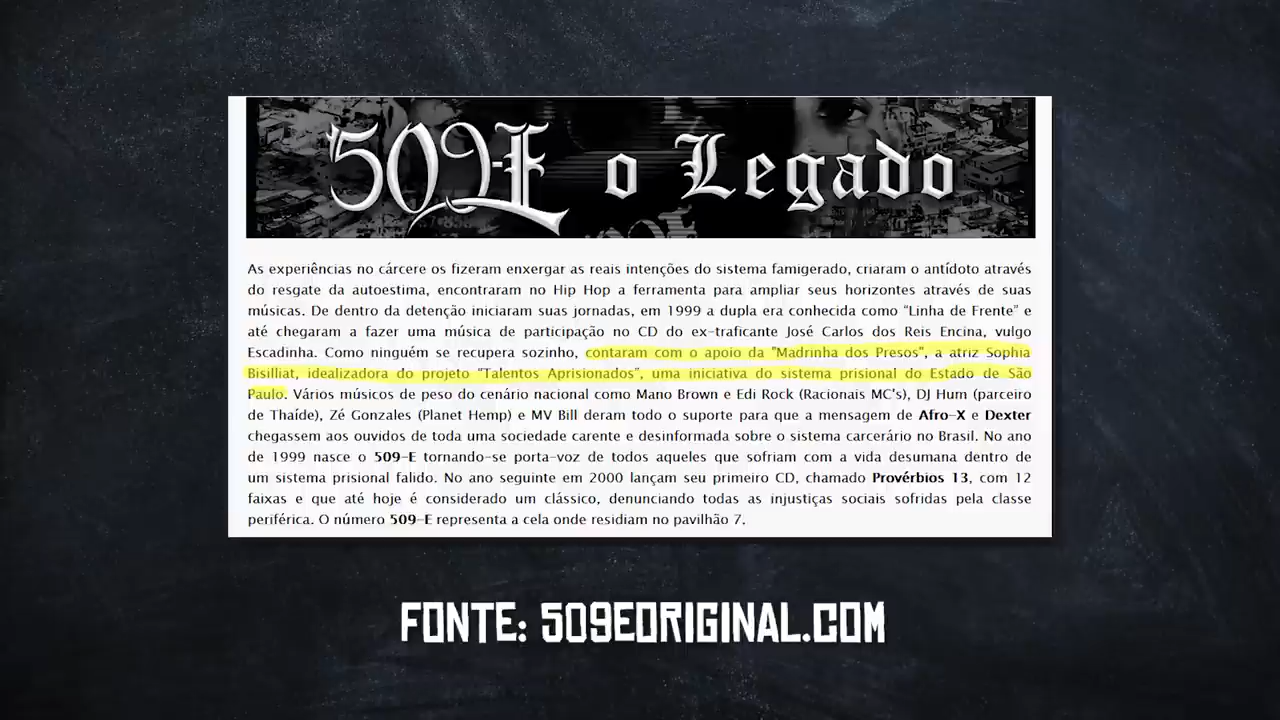 509-E o Legado
As experiências no cárcere os fizeram enxergar as reais intenções do sistema famigerado, criaram o antídoto através
do resgate da autoestima, encontraram no Hip Hop a ferramenta para ampliar seus horizontes através de suas
músicas. De dentro da detenção iniciaram suas jornadas, em 1999 a dupla era conhecida como "Linha de Frente" e
até chegaram a fazer uma música de participação no CD do ex-traficante José Carlos dos Reis Encina, vulgo
Escadinha. Como ninguém se recupera sozinho, contaram com o apoio da "Madrinha dos Presos", a atriz Sophia
Bisilliat, idealizadora do projeto "Talentos Aprisionados", uma iniciativa do sistema prisional do Estado de São
Paulo. Vários músicos de peso do cenário nacional como Mano Brown e Edi Rock (Racionais MC's), DJ Hum (parceiro
de Thaíde), Zé Gonzales (Planet Hemp) e MV Bill deram todo o suporte para que a mensagem de Afro-X e Dexter
chegassem aos ouvidos de toda uma sociedade carente e desinformada sobre o sistema carcerário no Brasil. No ano
de 1999 nasce o 509-E tornando-se porta-voz de todos aqueles que sofriam com a vida desumana dentro de
um sistema prisional falido. No ano seguinte em 2000 lançam seu primeiro CD, chamado Provérbios 13, com 12
faixas e que até hoje é considerado um clássico, denunciando todas as injustiças sociais sofridas pela classe
periférica. O número 509-E representa a cela onde residiam no pavilhão 7.
FONTE: 509EORIGINAL.COM